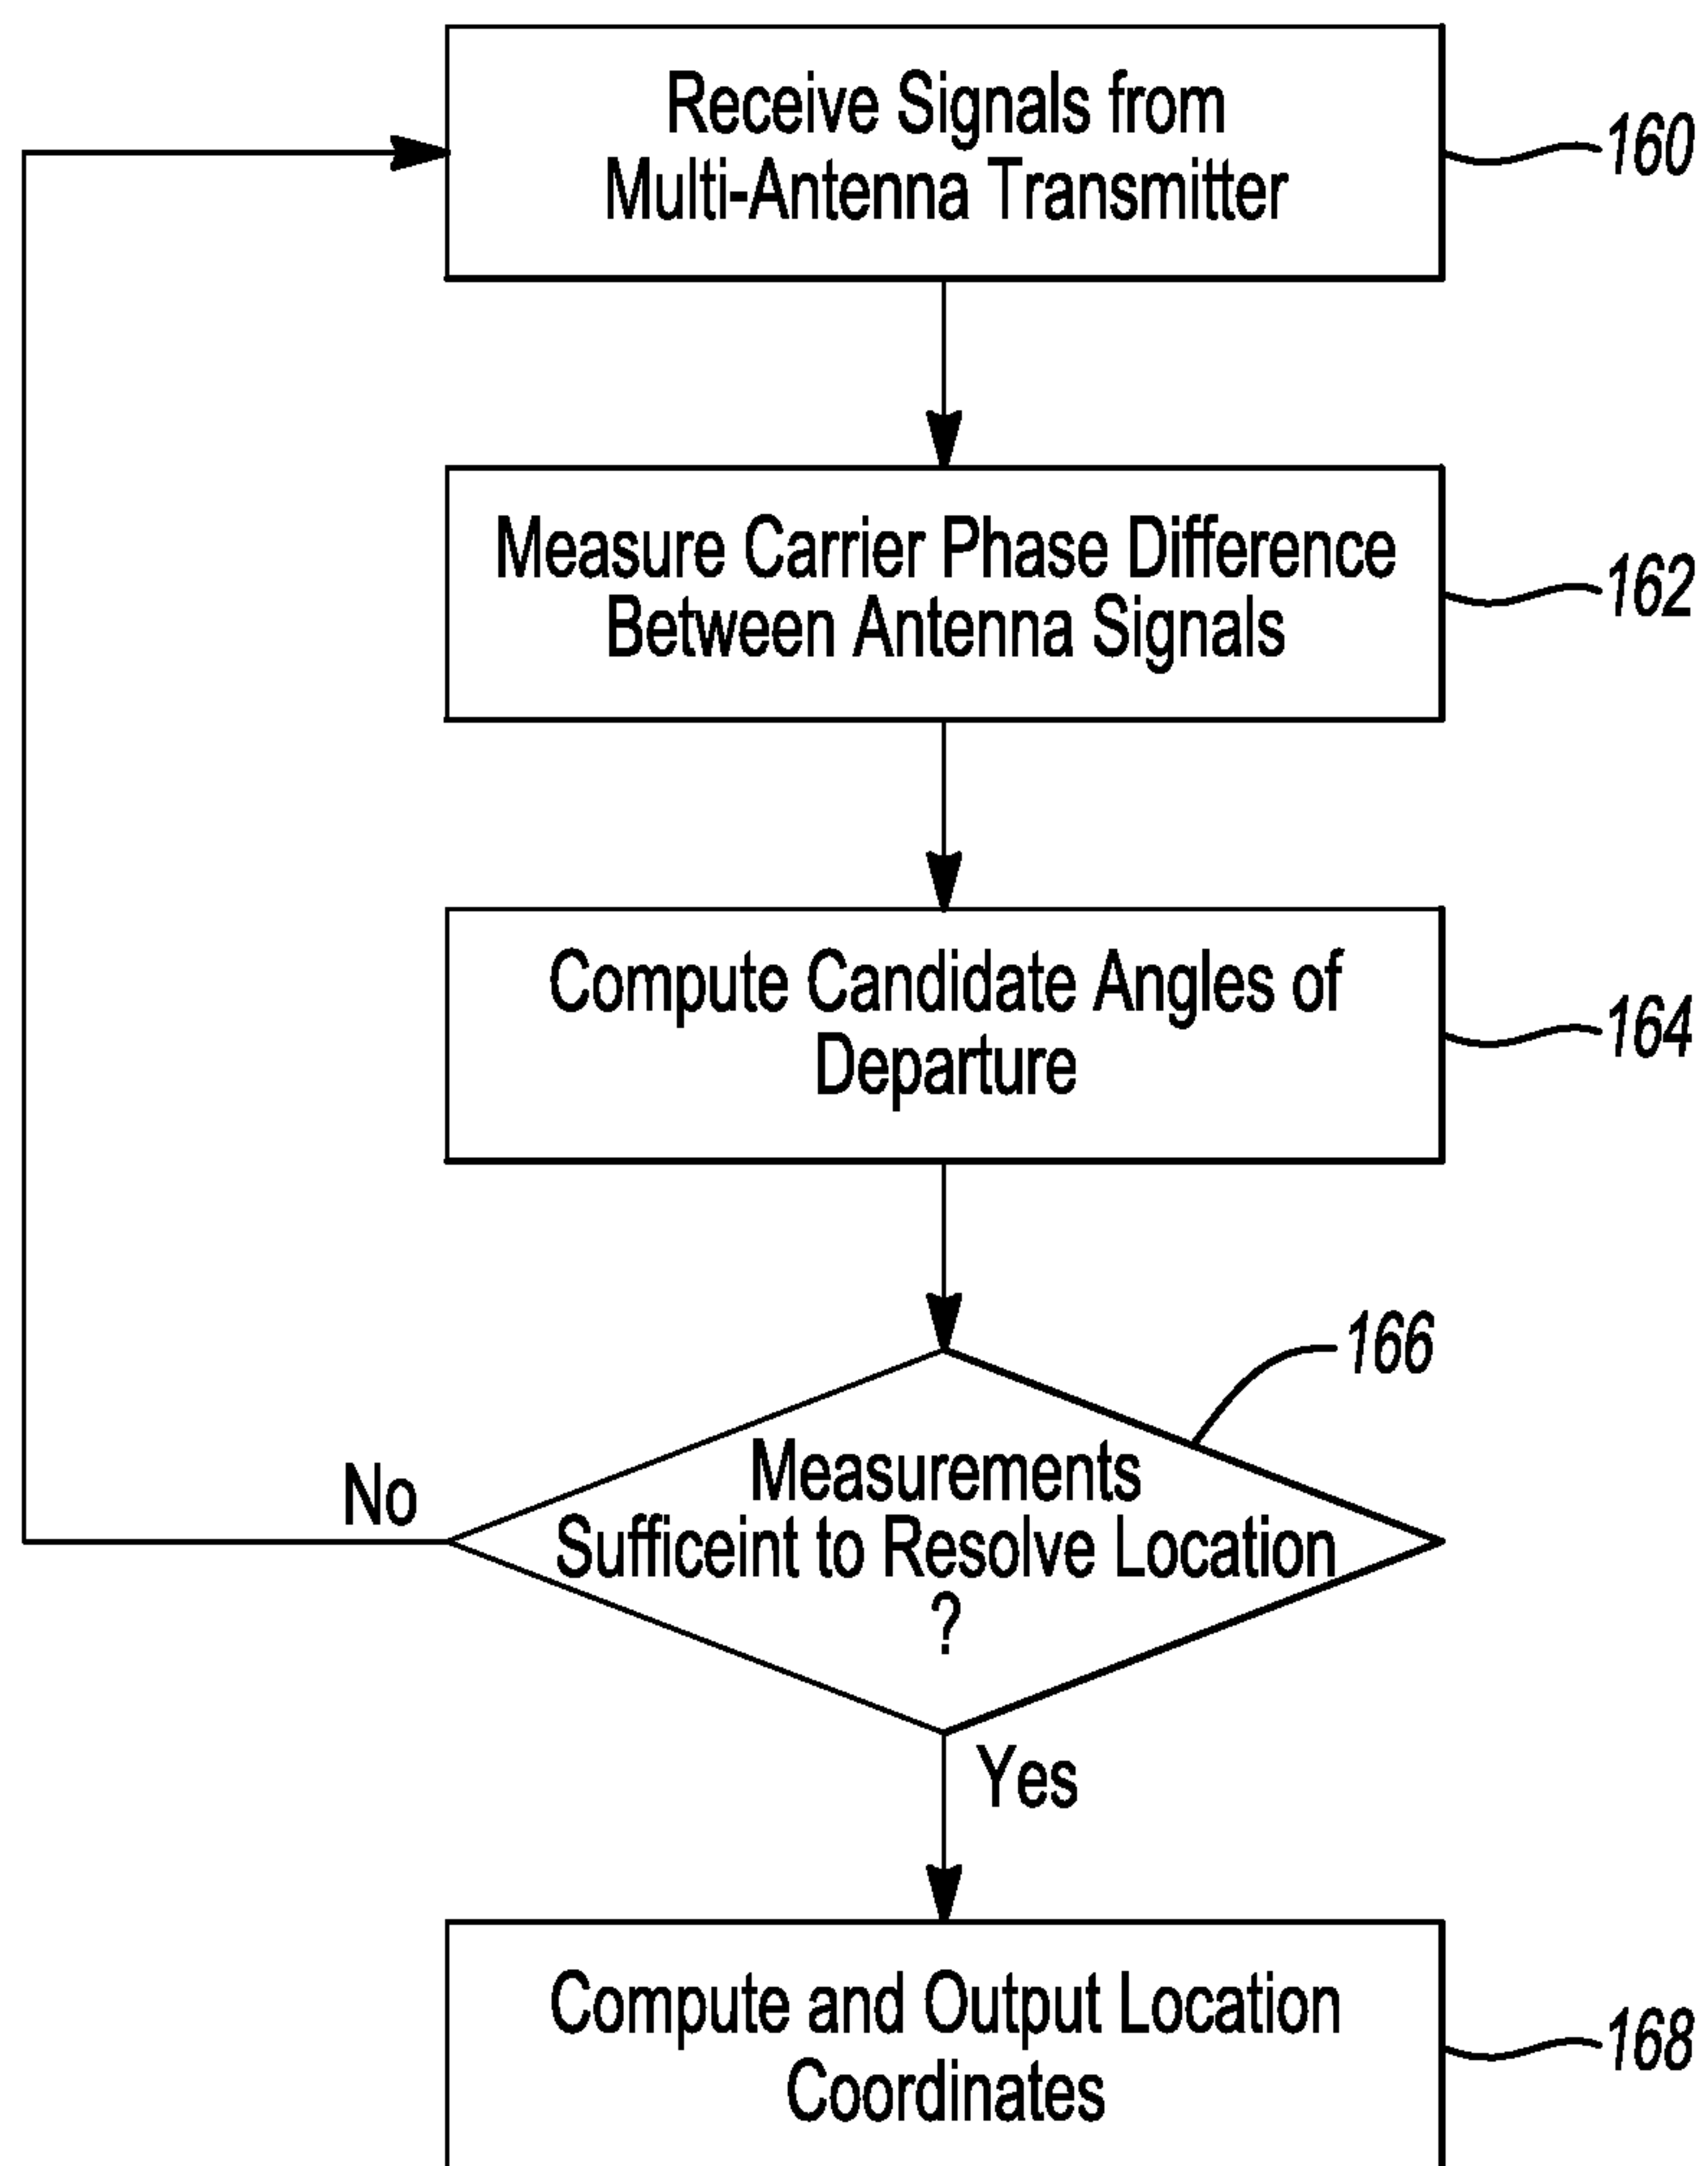 Receive Signals from
Multi-Antenna Transmitter
160
Measure Carrier Phase Difference
Between Antenna Signals
162
Compute Candidate Angles of
Departure
164
166
Measurements
Sufficeint to Resolve Location
?
No
Yes
Compute and Output Location
Coordinates
168